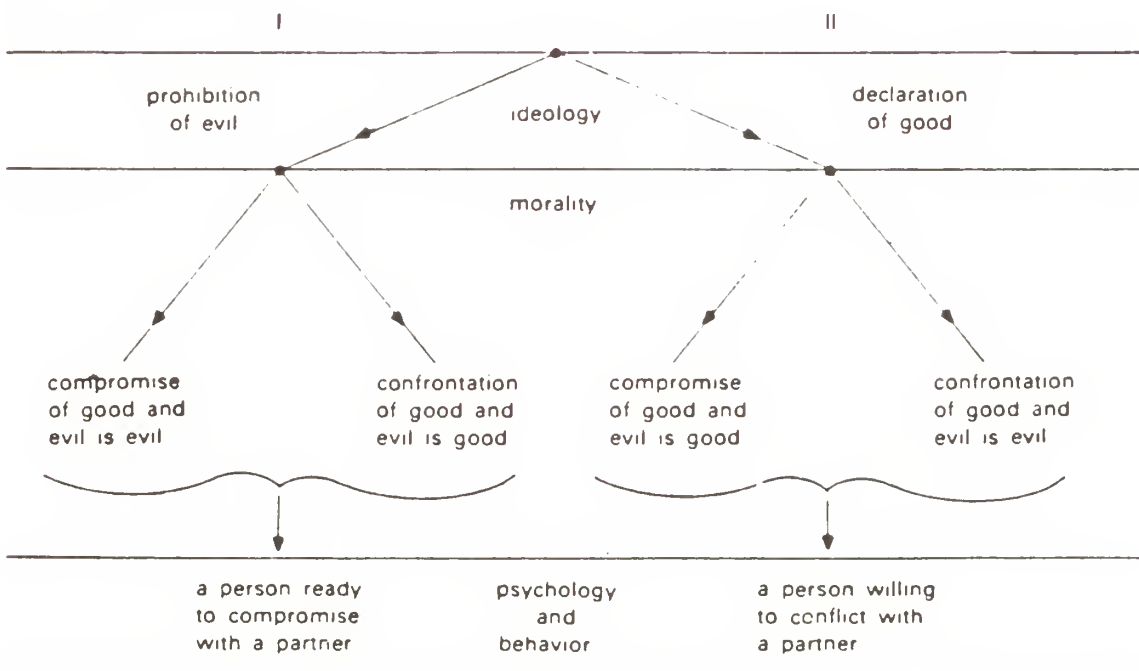 I
II
prohibition
of evil
ideology
declaration
of good
morality
compromise
of good and
evil is evil
confrontation
of good and
evil is good
compromise
of good and
evil is good
confrontation
of good and
evil is evil
a person ready
to compromise
with a partner
psychology
and
behavior
a person willing
to conflict with
a partner